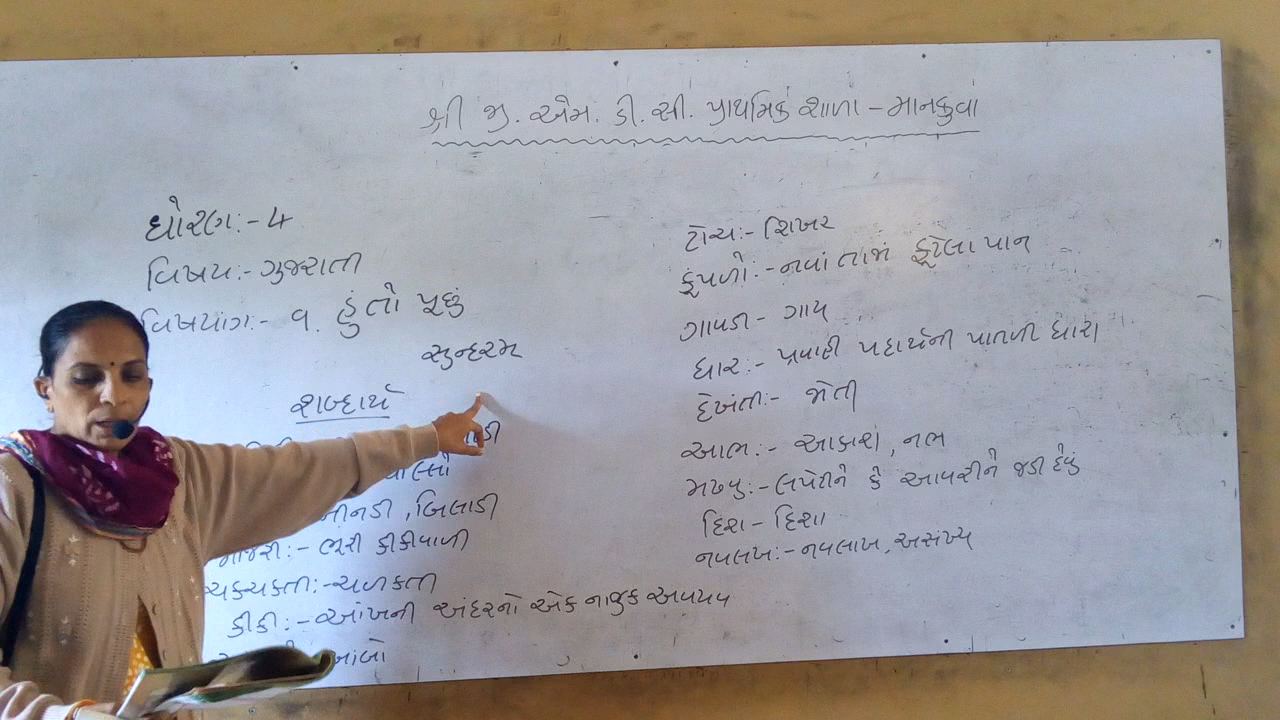 શ્રી જી. એમ. ડી. સી. પ્રાથમિક શાળા – માનકુવા
ધોરણ:- 4
વિષય:- ગુજરાતી
વિષયાંગ:- ૧. હું તો પૂછું
સુન્દરમ
શબ્દાર્થ
મીનડી, બિલાડી
માંજરી:- ભૂરી કીકીવાળી
ચકચકતી:- ચળકતી
કીકી:- આંખની અંદરનો એક નાજુક અવયવ
આંબો
ટોચ:- શિખર
કૂંપળો:- નવાં તાજાં ફૂટેલા પાન
ગાવડી - ગાય
ધાર:- પ્રવાહી પદાર્થની પાતળી ધારા
દેખંતી:- જોતી
આભ:- આકાશ, નભ
મઢ્યુ:- લપેટીને કે આવરીને જડી દેવું
દિશ - દિશા
નવલખ:- નવલાખ, અસંખ્ય